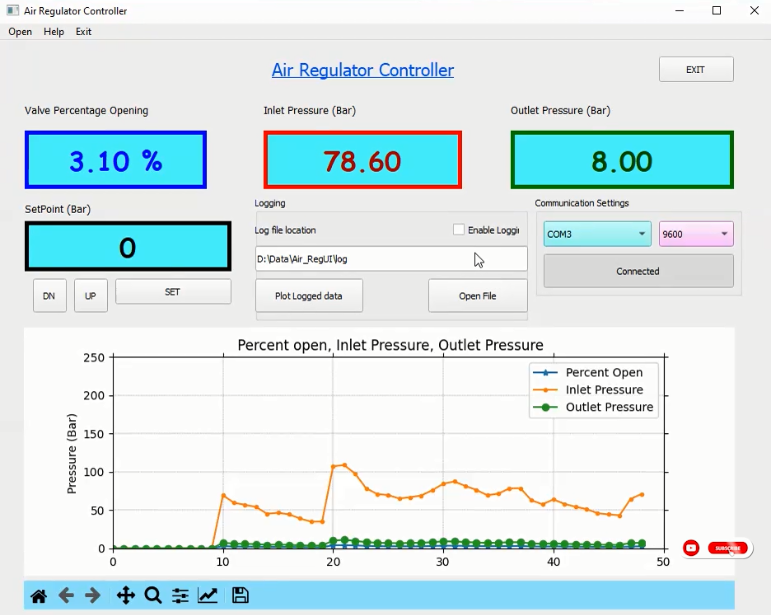 Air Regulator Controller
Open Help Exit
Air Regulator Controller
EXIT
Valve Percentage Opening
Inlet Pressure (Bar)
Outlet Pressure (Bar)
3.10 %
78.60
8.00
SetPoint (Bar)
Logging
Communication Settings
0
Log file location
Enable Loggir
COM3
9600
D:\Data\Air_RegUI\log
Connected
DN
UP
SET
Plot Logged data
Open File
Percent open, Inlet Pressure, Outlet Pressure
Pressure (Bar)
250
200
150
100
50
0
Percent Open
Inlet Pressure
Outlet Pressure
0 10 20 30 40 50
SUBSCRIBE